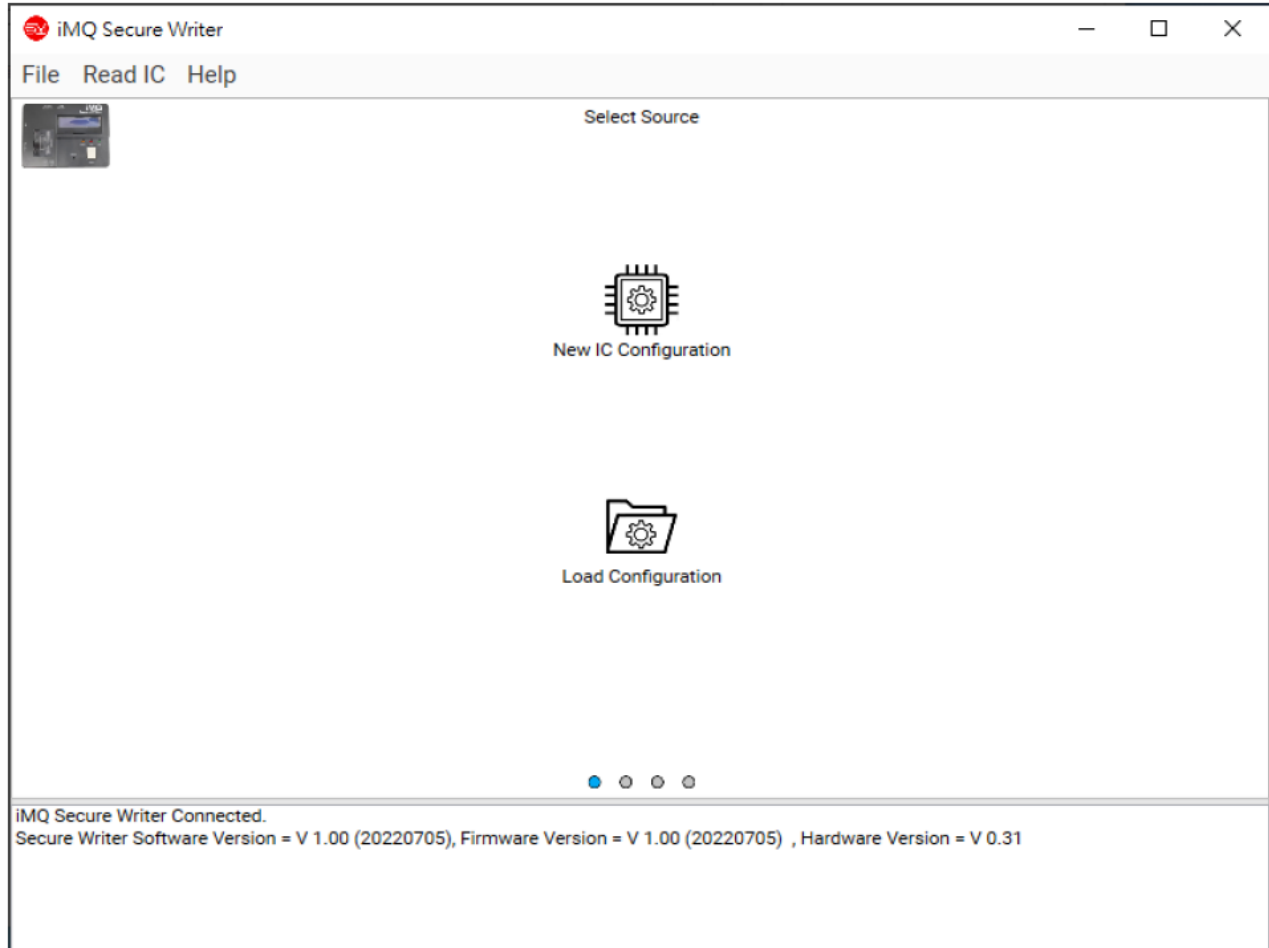 iMQ Secure Writer
File Read IC Help
Select Source
New IC Configuration
Load Configuration
iMQ Secure Writer Connected.
Secure Writer Software Version = V 1.00 (20220705), Firmware Version = V 1.00 (20220705) , Hardware Version = V 0.31